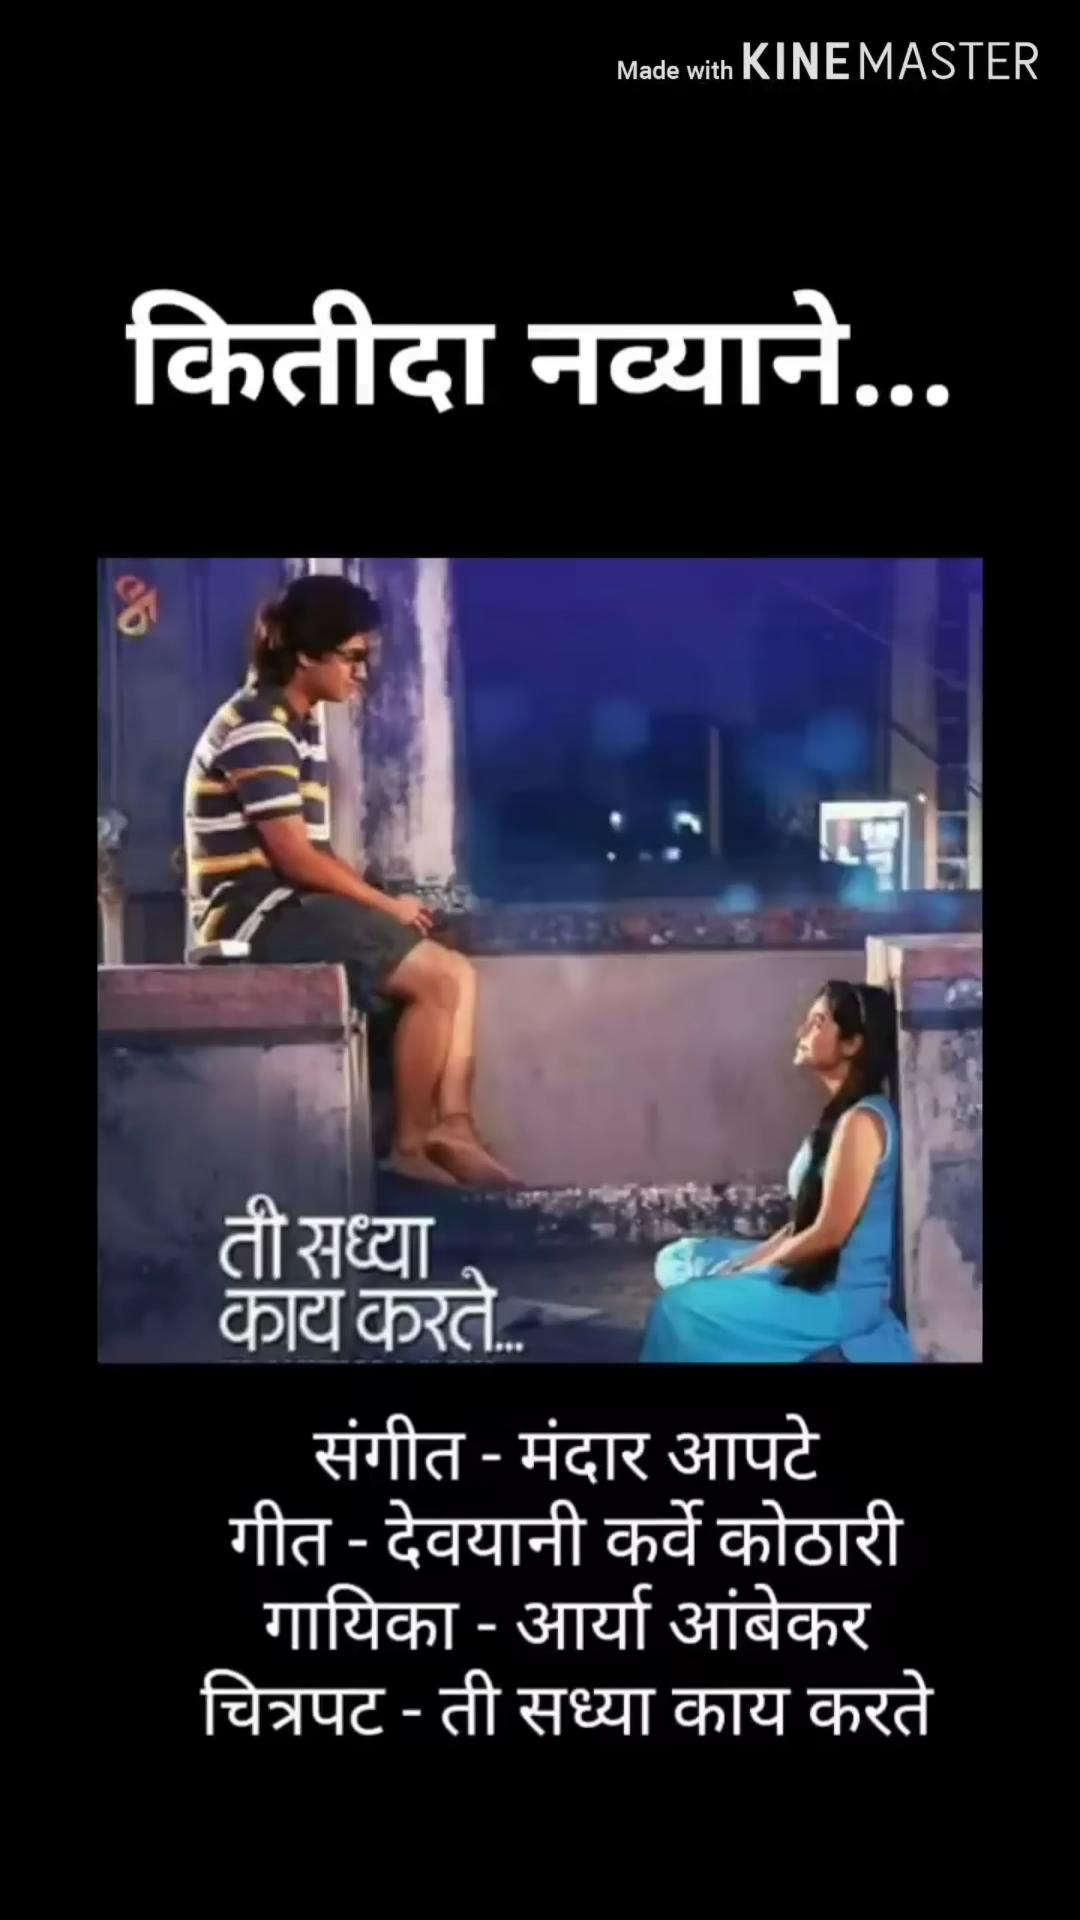 Made with KINEMASTER
कितीदा नव्याने...
ती सध्या
काय करते...
संगीत - मंदार आपटे
गीत - देवयानी कर्वे कोठारी
गायिका - आर्या आंबेकर
चित्रपट - ती सध्या काय करते